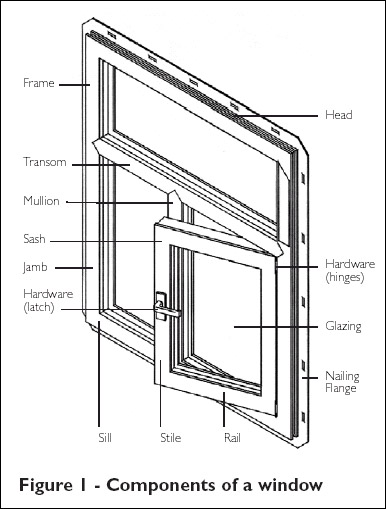 Frame
Head
Transom
Mullion
Sash
Jamb
Hardware
(hinges)
Hardware
(latch)
Glazing
Nailing
Flange
Sill
Stile
Rail
Figure 1 - Components of a window